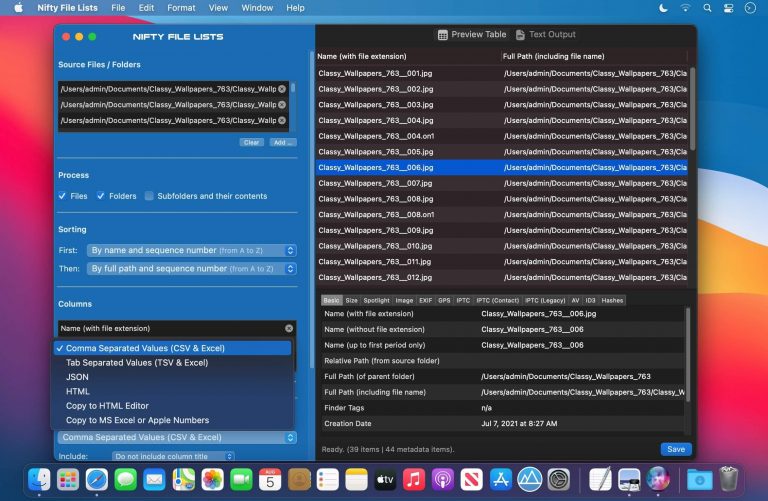 Nifty File Lists File Edit Format View Window Help
NIFTY FILE LISTS
Source Files / Folders
/Users/admin/Documents/Classy_Wallpapers_763/Classy_Wallp
/Users/admin/Documents/Classy_Wallpapers_763/Classy_Wallp
/Users/admin/Documents/Classy_Wallpapers_763/Classy_Wallp
Clear Add ...
Process
Files Folders Subfolders and their contents
Sorting
First: By name and sequence number (from A to Z)
Then: By full path and sequence number (from A to Z)
Columns
Name (with file extension)
Comma Separated Values (CSV & Excel)
Tab Separated Values (TSV & Excel)
JSON
HTML
Copy to HTML Editor
Copy to MS Excel or Apple Numbers
Comma Separated Values (CSV & Excel)
Include: Do not include column title
Preview Table Text Output
Name (with file extension) Full Path (including file name)
Classy_Wallpapers_763__001.jpg /Users/admin/Documents/Classy_Wallpapers_763/Cla
Classy_Wallpapers_763__002.jpg /Users/admin/Documents/Classy_Wallpapers_763/Cla
Classy_Wallpapers_763__003.jpg /Users/admin/Documents/Classy_Wallpapers_763/Cla
Classy_Wallpapers_763__004.jpg /Users/admin/Documents/Classy_Wallpapers_763/Cla
Classy_Wallpapers_763__004.on1 /Users/admin/Documents/Classy_Wallpapers_763/Cla
Classy_Wallpapers_763__005.jpg /Users/admin/Documents/Classy_Wallpapers_763/Cla
Classy_Wallpapers_763__006.jpg /Users/admin/Documents/Classy_Wallpapers_763/Cla
Classy_Wallpapers_763__007.jpg /Users/admin/Documents/Classy_Wallpapers_763/Cla
Classy_Wallpapers_763__008.jpg /Users/admin/Documents/Classy_Wallpapers_763/Cla
Classy_Wallpapers_763__008.on1 /Users/admin/Documents/Classy_Wallpapers_763/Cla
Classy_Wallpapers_763__009.jpg /Users/admin/Documents/Classy_Wallpapers_763/Cla
Classy_Wallpapers_763__010.jpg /Users/admin/Documents/Classy_Wallpapers_763/Cla
Classy_Wallpapers_763__011.jpg /Users/admin/Documents/Classy_Wallpapers_763/Cla
Classy_Wallpapers_763__012.jpg /Users/admin/Documents/Classy_Wallpapers_763/Cla
Basic Size Spotlight Image EXIF GPS IPTC IPTC (Contact) IPTC (Legacy) AV ID3 Hashes
Name (with file extension) Classy_Wallpapers_763__006.jpg
Name (without file extension) Classy_Wallpapers_763__006
Name (up to first period only) Classy_Wallpapers_763__006
Relative Path (from source folder)
Full Path (of parent folder) /Users/admin/Documents/Classy_Wallpapers_763
Full Path (including file name) /Users/admin/Documents/Classy_Wallpapers_763/Classy_W
Finder Tags n/a
Creation Date Jul 7, 2021 at 8:27 AM
Ready. (39 items | 44 metadata items). Save
AUG
5
tv